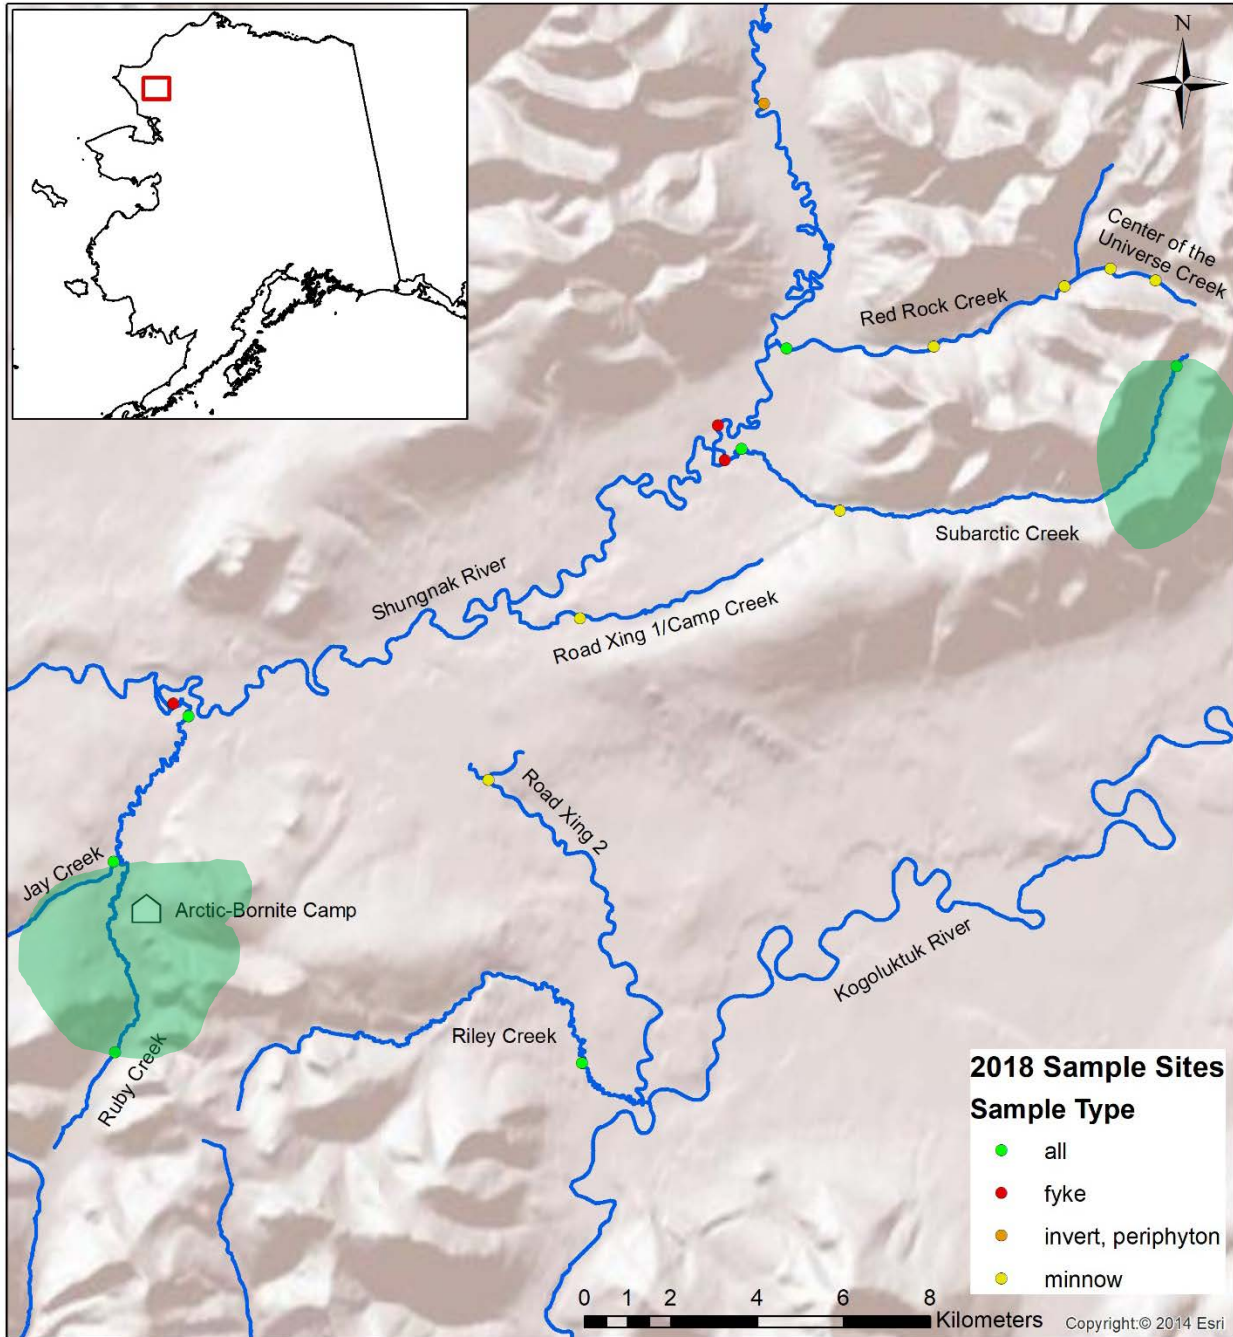 N
Center of the
Universe Creek
Red Rock Creek
Subarctic Creek
Shungnak River
Road Xing 1/Camp Creek
Road Xing 2
Jay Creek
Arctic-Bornite Camp
Kogoluktuk River
Riley Creek
Ruby Creek
2018 Sample Sites
Sample Type
all
fyke
invert, periphyton
minnow
0 1 2 4 6 8
Kilometers
Copyright:© 2014 Esri